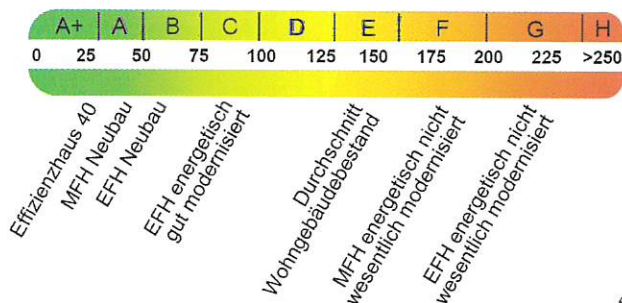 A+ A B C D E F G H
0 25 50 75 100 125 150 175 200 225 >250
Effizienzhaus 40
MFH Neubau
EFH Neubau
EFH energetisch
gut modernisiert
Durchschnitt
Wohngebäudebestand
MFH energetisch nicht
wesentlich modernisiert
EFH energetisch nicht
wesentlich modernisiert